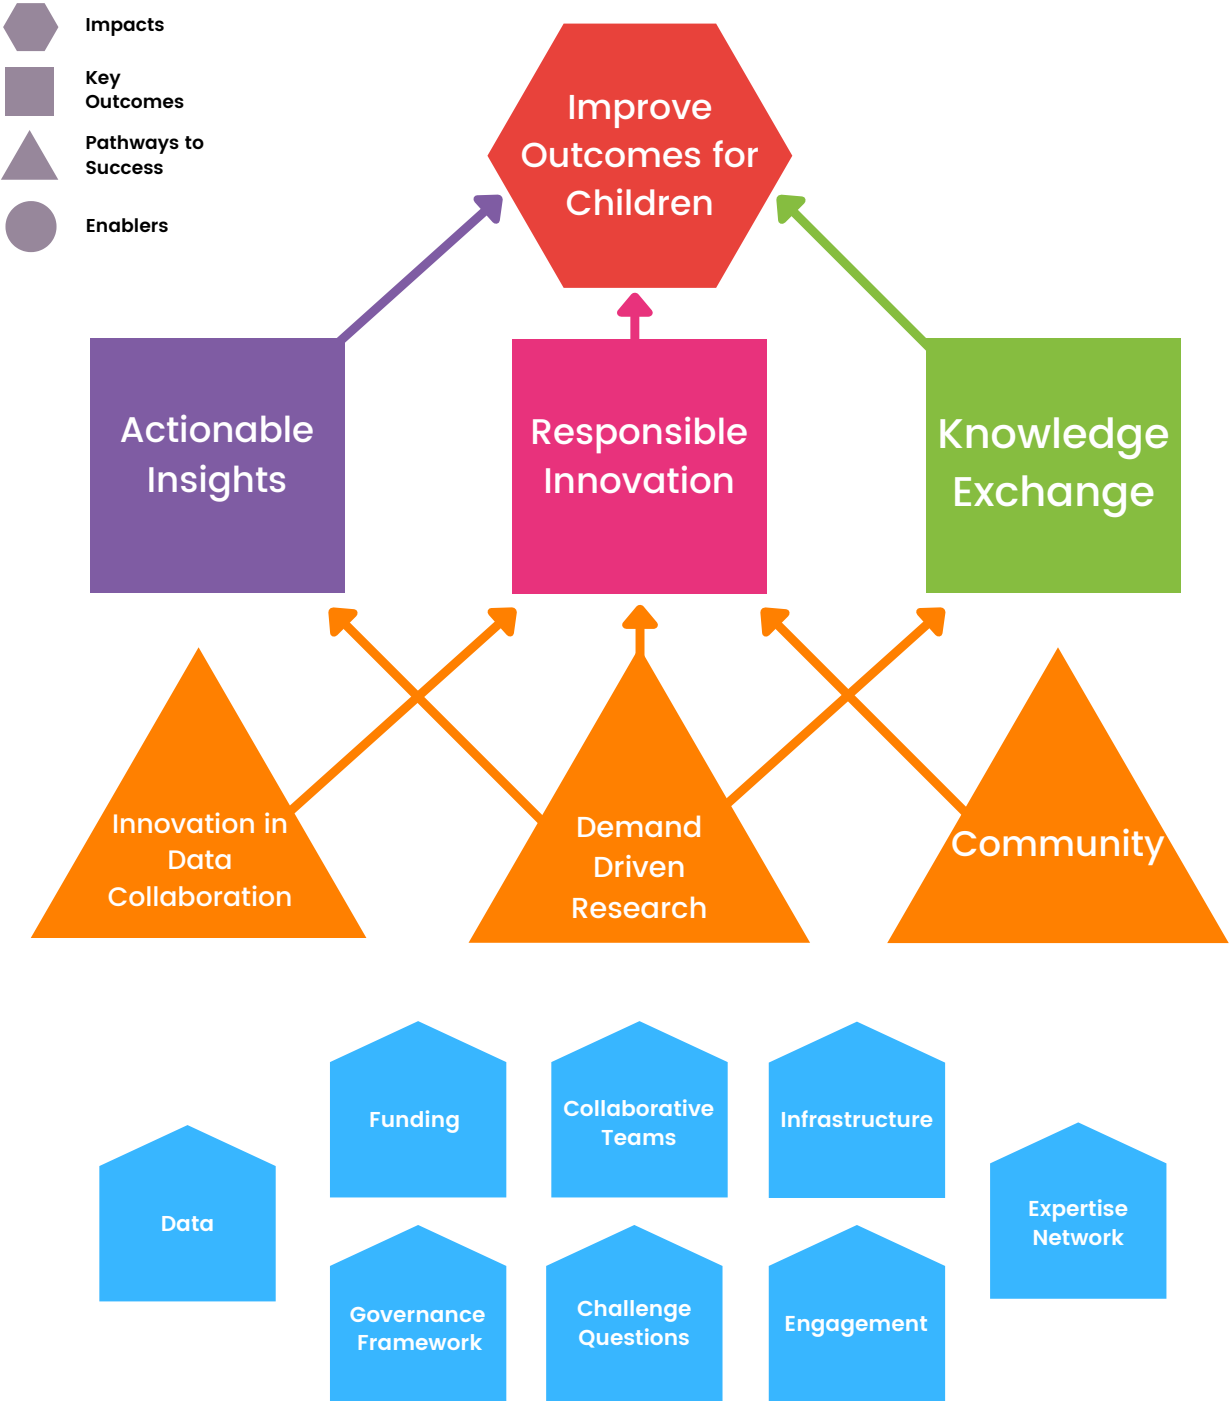 Impacts
Key
Outcomes
Pathways to
Success
Enablers
Improve
Outcomes for
Children
Actionable
Insights
Responsible
Innovation
Knowledge
Exchange
Innovation in
Data
Collaboration
Demand
Driven
Research
Community
Funding
Collaborative
Teams
Infrastructure
Data
Expertise
Network
Governance
Framework
Challenge
Questions
Engagement